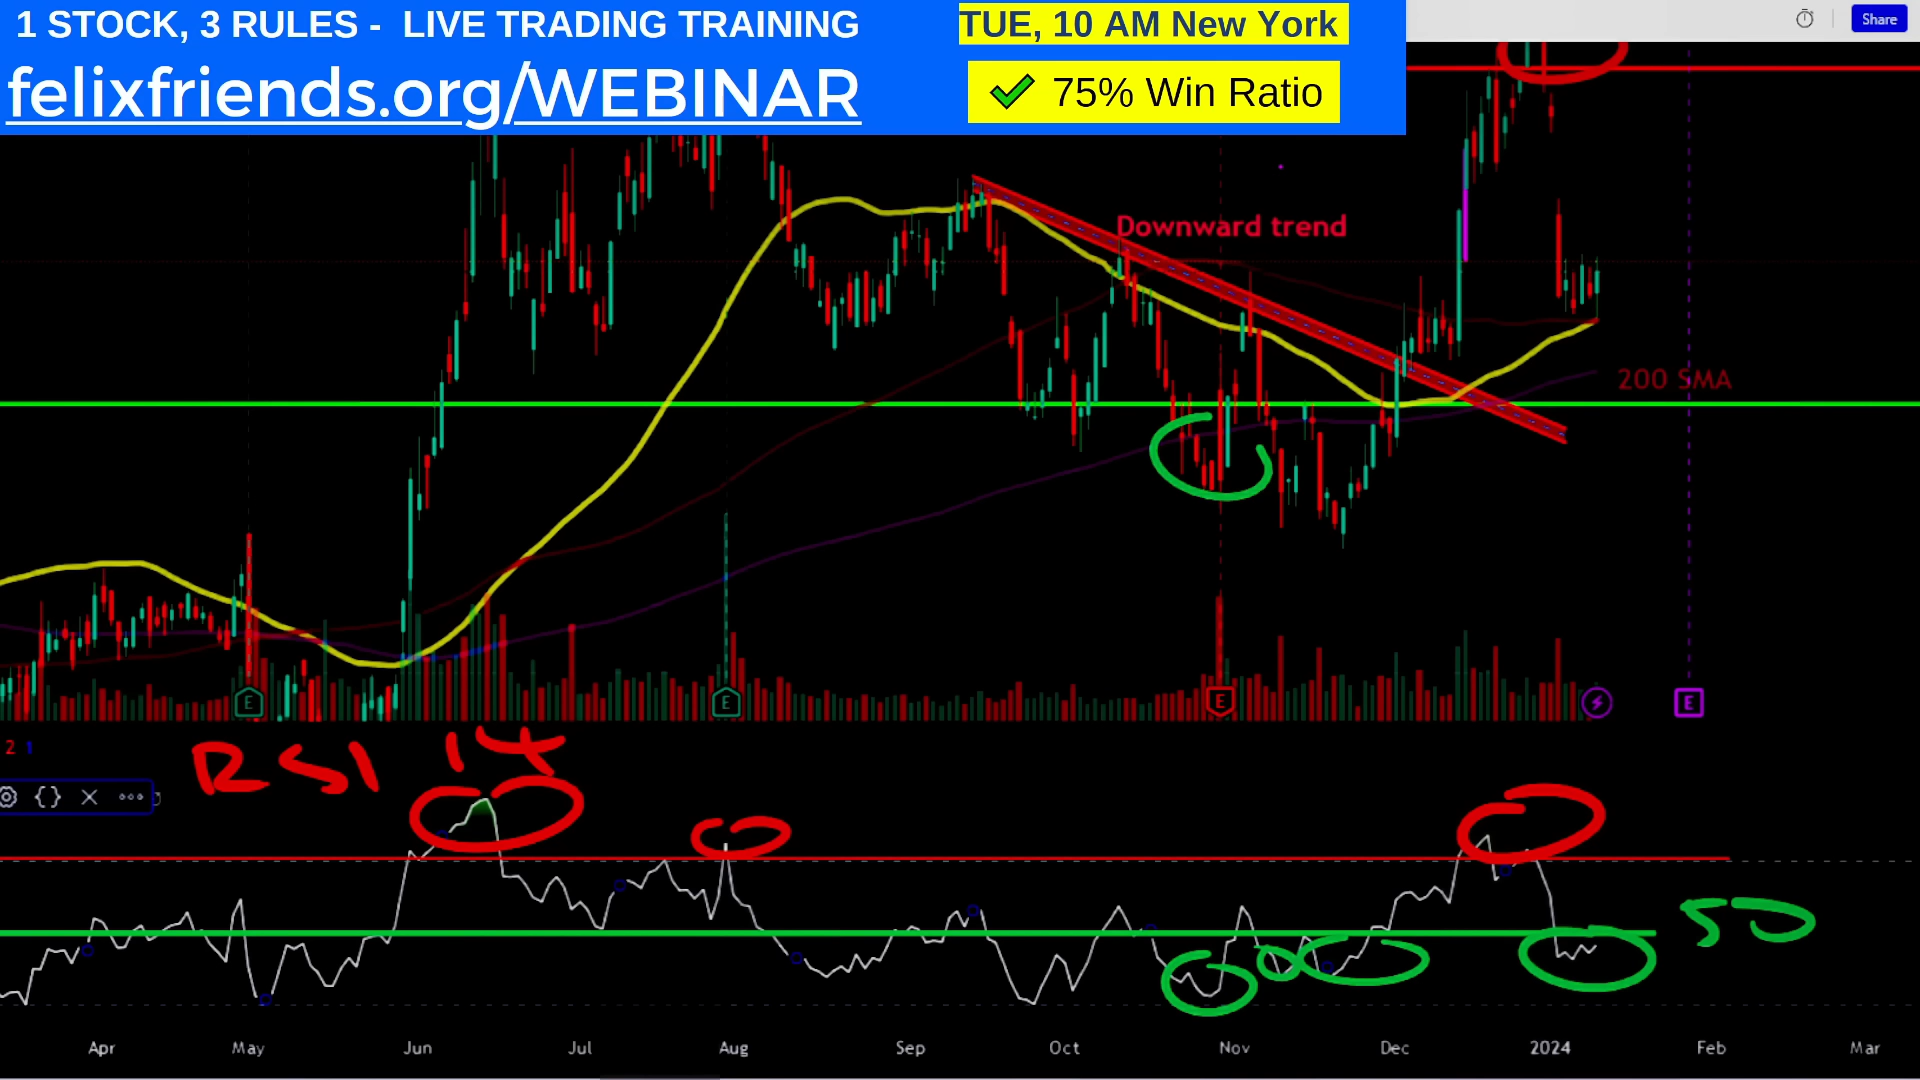 1 STOCK, 3 RULES - LIVE TRADING TRAINING
TUE, 10 AM New York
Share
felixfriends.org/WEBINAR
75% Win Ratio
Downward trend
200 SMA
E
E
E
E
2 1
RSI 14
50
Apr May Jun Jul Aug Sep Oct Nov Dec 2024 Feb Mar